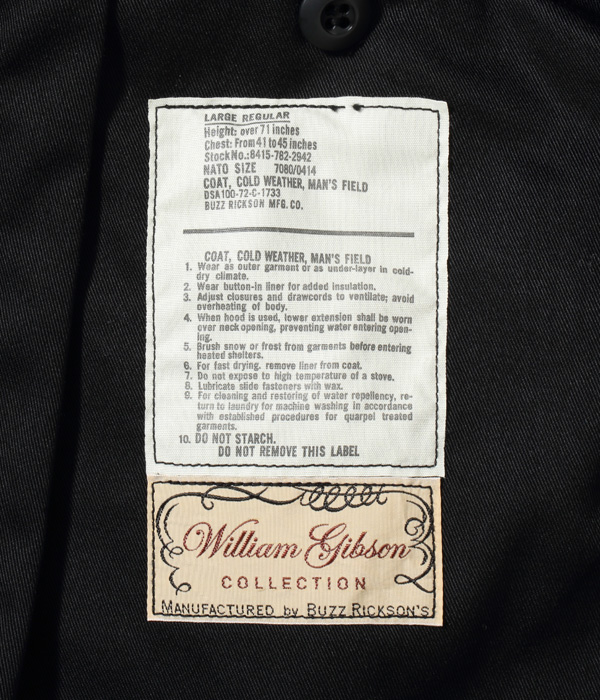 LARGE REGULAR
Height: over 71 inches
Chest: From 41 to 45 inches
Stock No.: 8415-782-2942
NATO SIZE 7080/0414
COAT, COLD WEATHER, MAN'S FIELD
DSA 100-72-C-1733
BUZZ RICKSON MFG. CO.
COAT, COLD WEATHER, MAN'S FIELD
1. Wear as outer garment or as under-layer in cold-
dry climate.
2. Wear button-in liner for added insulation.
3. Adjust closures and drawcords to ventilate; avoid
overheating of body.
4. When hood is used, lower extension shall be worn
over neck opening, preventing water entering open-
ing.
5. Brush snow or frost from garments before entering
heated shelters.
6. For fast drying, remove liner from coat.
7. Do not expose to high temperature of a stove.
8. Lubricate slide fasteners with wax.
9. For cleaning and restoring of water repellency, re-
turn to laundry for machine washing in accordance
with established procedures for quarpel treated
garments.
10. DO NOT STARCH.
DO NOT REMOVE THIS LABEL
William Gibson
COLLECTION
MANUFACTURED by BUZZ RICKSON'S